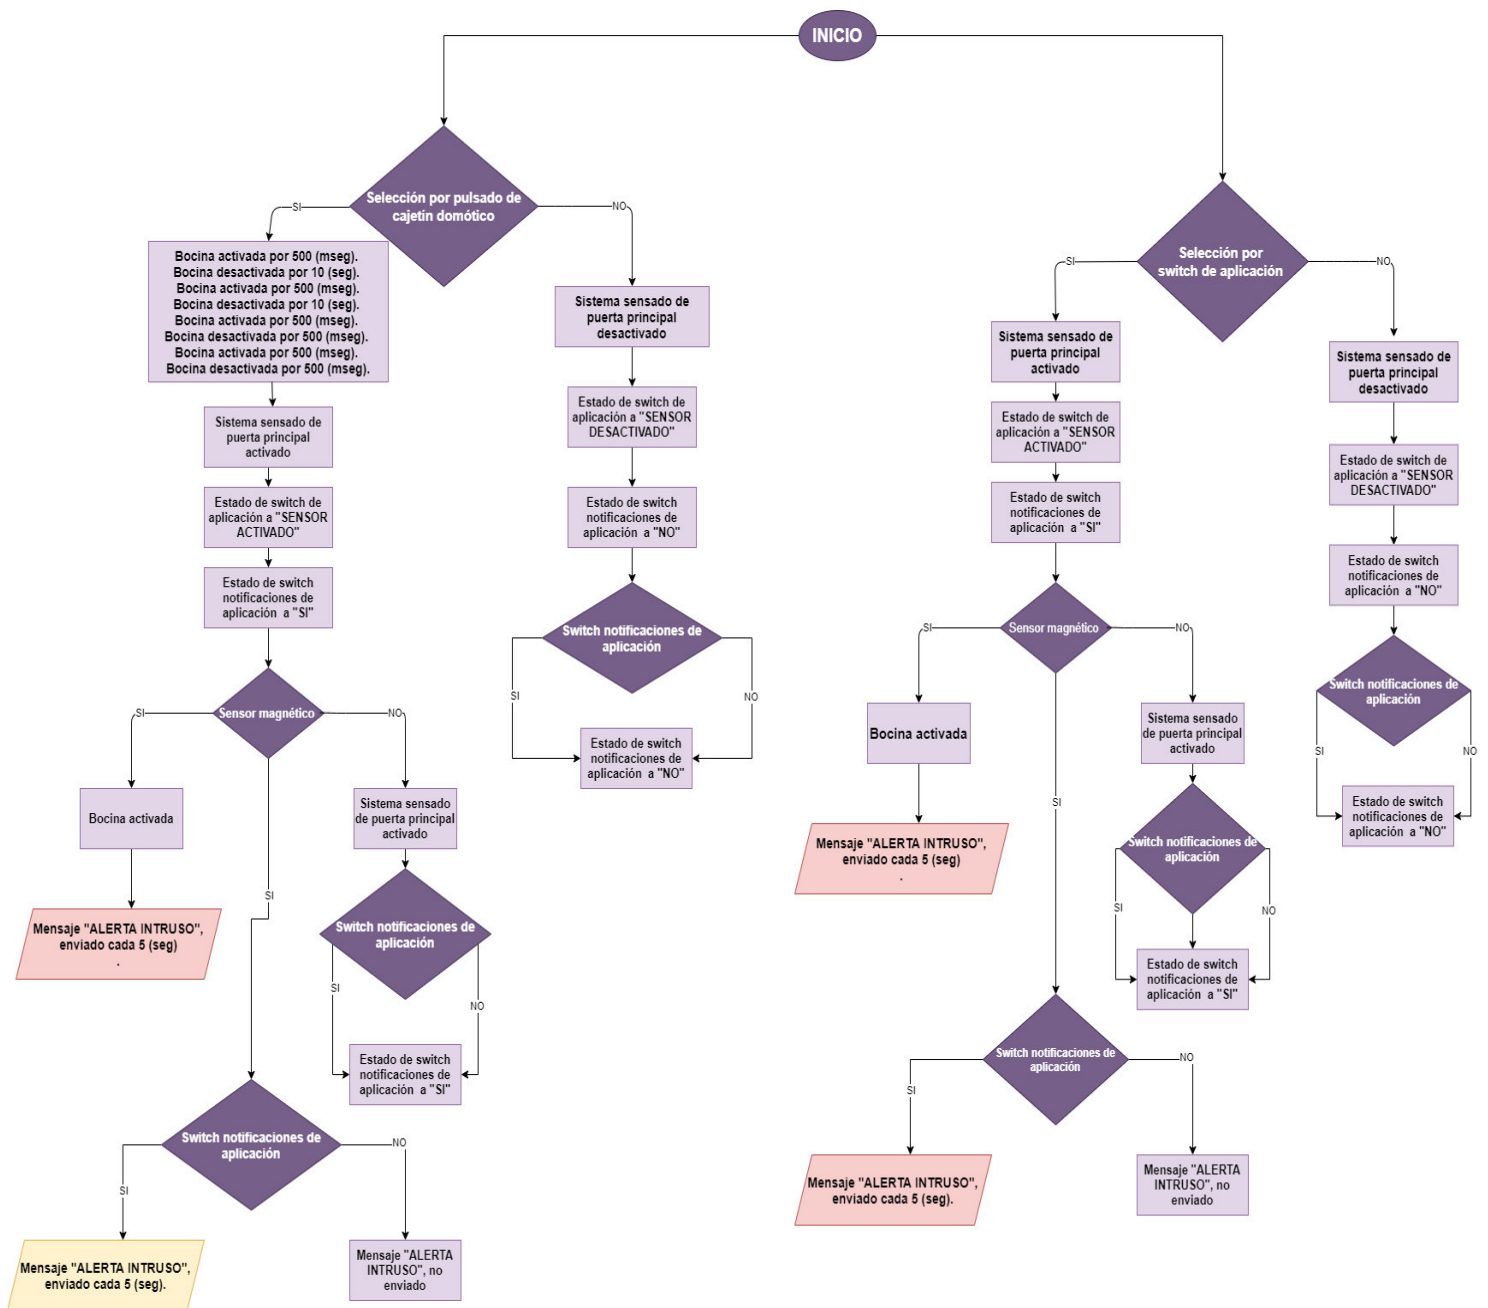 INICIO
Selección por pulsado de
cajetín domótico
SI
NO
Bocina activada por 500 (mseg).
Bocina desactivada por 10 (seg).
Bocina activada por 500 (mseg).
Bocina desactivada por 10 (seg).
Bocina activada por 500 (mseg).
Bocina desactivada por 500 (mseg).
Bocina activada por 500 (mseg).
Bocina desactivada por 500 (mseg).
Sistema sensado de
puerta principal
activado
Estado de switch de
aplicación a "SENSOR
ACTIVADO"
Estado de switch
notificaciones de
aplicación a "SI"
Sensor magnético
SI
NO
SI
Bocina activada
Mensaje "ALERTA INTRUSO",
enviado cada 5 (seg)
.
Sistema sensado
de puerta principal
activado
Switch notificaciones de
aplicación
SI
NO
Estado de switch
notificaciones de
aplicación a "SI"
Switch notificaciones de
aplicación
SI
NO
Mensaje "ALERTA INTRUSO",
enviado cada 5 (seg).
Mensaje "ALERTA
INTRUSO", no
enviado
Sistema sensado de
puerta principal
desactivado
Estado de switch de
aplicación a "SENSOR
DESACTIVADO"
Estado de switch
notificaciones de
aplicación a "NO"
Switch notificaciones de
aplicación
SI
NO
Estado de switch
notificaciones de
aplicación a "NO"
Selección por
switch de aplicación
SI
NO
Sistema sensado de
puerta principal
activado
Estado de switch de
aplicación a "SENSOR
ACTIVADO"
Estado de switch
notificaciones de
aplicación a "SI"
Sensor magnético
SI
NO
SI
Bocina activada
Mensaje "ALERTA INTRUSO",
enviado cada 5 (seg)
.
Sistema sensado
de puerta principal
activado
Switch notificaciones de
aplicación
SI
NO
Estado de switch
notificaciones de
aplicación a "SI"
Switch notificaciones de
aplicación
SI
NO
Mensaje "ALERTA INTRUSO",
enviado cada 5 (seg).
Mensaje "ALERTA
INTRUSO", no
enviado
Sistema sensado de
puerta principal
desactivado
Estado de switch de
aplicación a "SENSOR
DESACTIVADO"
Estado de switch
notificaciones de
aplicación a "NO"
Switch notificaciones de
aplicación
SI
NO
Estado de switch
notificaciones de
aplicación a "NO"